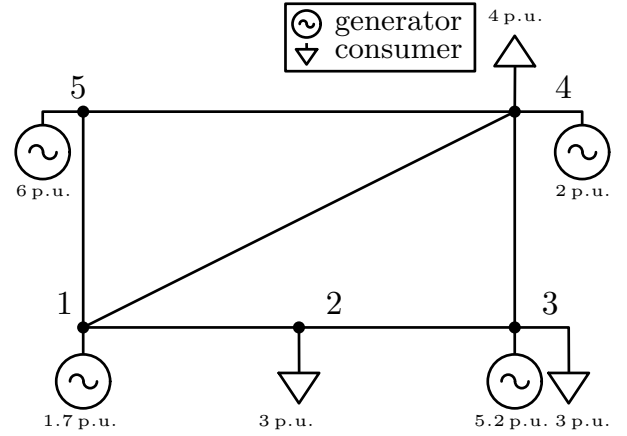 generator
consumer
4 p.u.
5
4
6 p.u.
2 p.u.
1
2
3
1.7 p.u.
3 p.u.
5.2 p.u. 3 p.u.